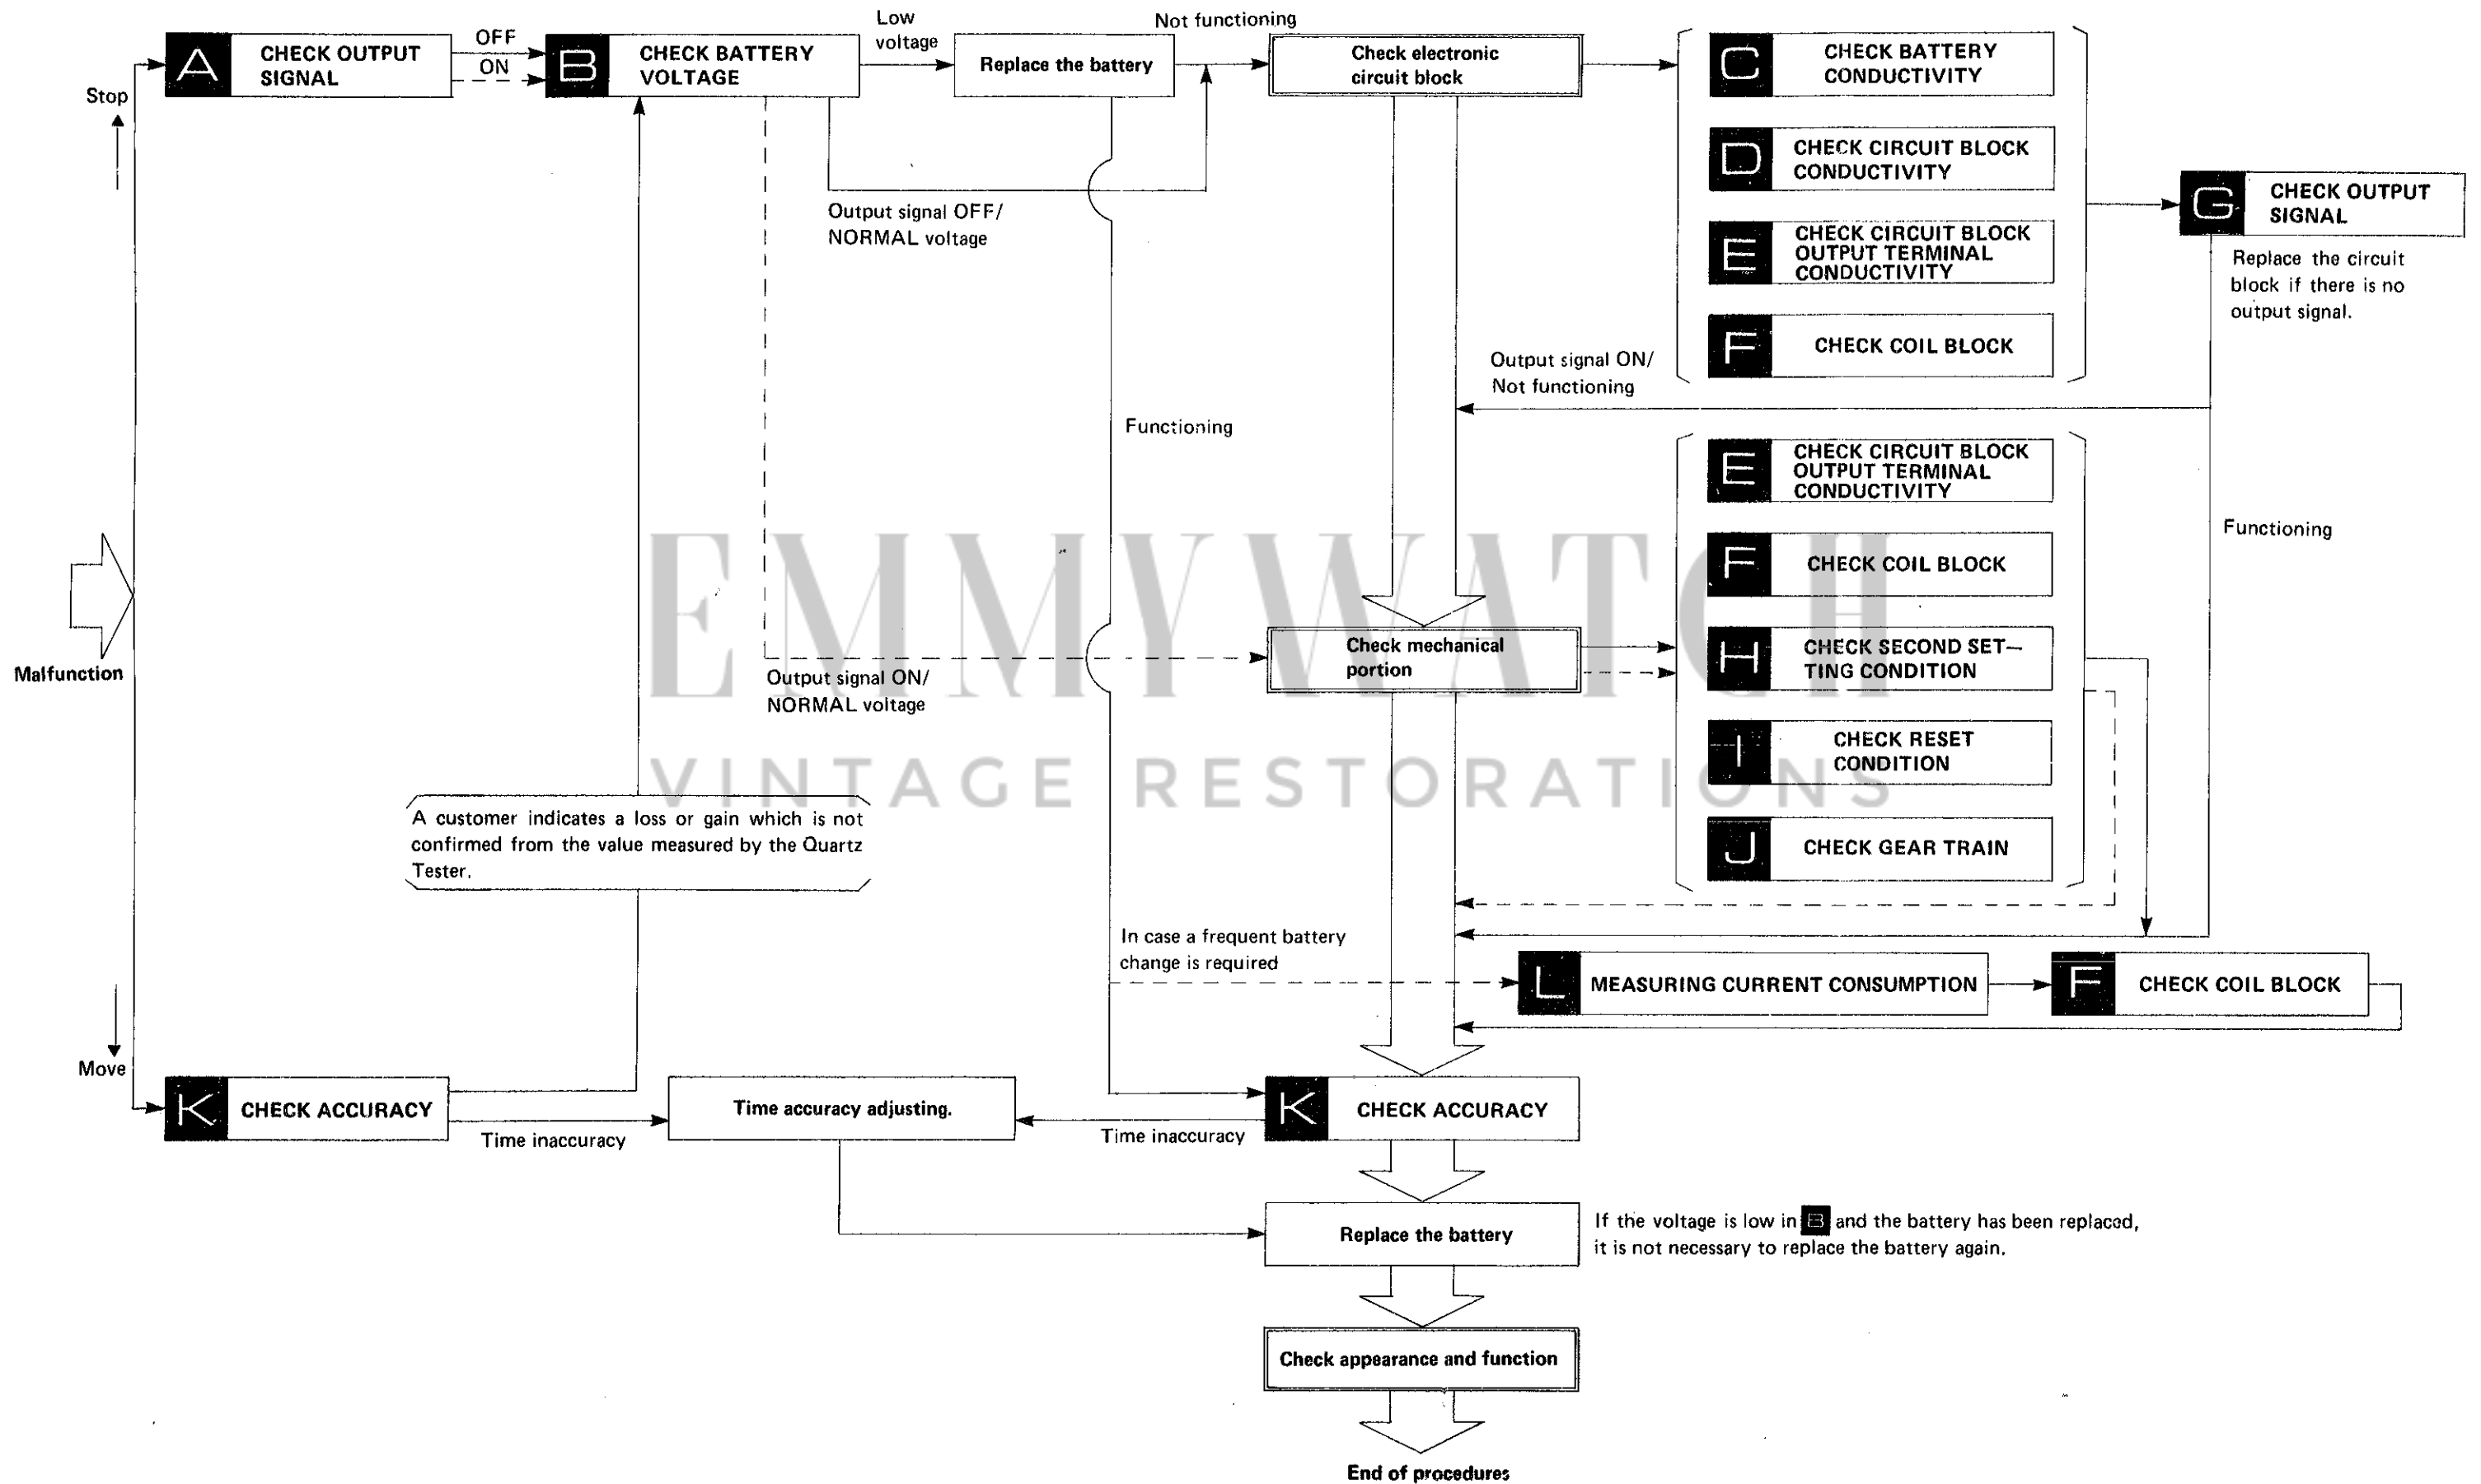 Stop
A CHECK OUTPUT
SIGNAL
OFF
ON
B CHECK BATTERY
VOLTAGE
Low
voltage
Replace the battery
Not functioning
Check electronic
circuit block
C CHECK BATTERY
CONDUCTIVITY
D CHECK CIRCUIT BLOCK
CONDUCTIVITY
E CHECK CIRCUIT BLOCK
OUTPUT TERMINAL
CONDUCTIVITY
F CHECK COIL BLOCK
G CHECK OUTPUT
SIGNAL
Replace the circuit
block if there is no
output signal.
Output signal OFF/
NORMAL voltage
Output signal ON/
Not functioning
Functioning
E CHECK CIRCUIT BLOCK
OUTPUT TERMINAL
CONDUCTIVITY
F CHECK COIL BLOCK
H CHECK SECOND SET–
TING CONDITION
I CHECK RESET
CONDITION
J CHECK GEAR TRAIN
Functioning
EMMYWATCH
VINTAGE RESTORATIONS
Malfunction
Check mechanical
portion
Output signal ON/
NORMAL voltage
A customer indicates a loss or gain which is not
confirmed from the value measured by the Quartz
Tester.
In case a frequent battery
change is required
L MEASURING CURRENT CONSUMPTION
F CHECK COIL BLOCK
Move
K CHECK ACCURACY
Time inaccuracy
Time accuracy adjusting.
Time inaccuracy
K CHECK ACCURACY
Replace the battery
If the voltage is low in B and the battery has been replaced,
it is not necessary to replace the battery again.
Check appearance and function
End of procedures